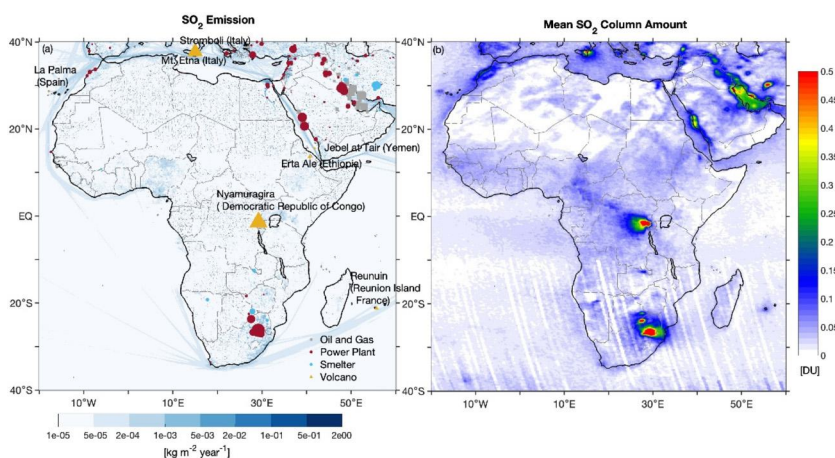 SO2 Emission
Mean SO2 Column Amount
(a)
Stromboli (Italy)
Mt. Etna (Italy)
La Palma
(Spain)
Jebel at Tair (Yemen)
Erta Ale (Ethiopia)
Nyamuragira
( Democratic Republic of Congo)
Reunuin
(Reunion Island
, France)
Oil and Gas
Power Plant
Smelter
Volcano
40°N
20°N
EQ
20°S
40°S
10°W
10°E
30°E
50°E
1e-05 5e-05 2e-04 1e-03 5e-03 2e-02 1e-01 5e-01 2e00
[kg m-2 year-1]
(b)
40°N
20°N
EQ
20°S
40°S
10°W
10°E
30°E
50°E
0.5
0.45
0.4
0.35
0.3
0.25
0.2
0.15
0.1
0.05
0
[DU]